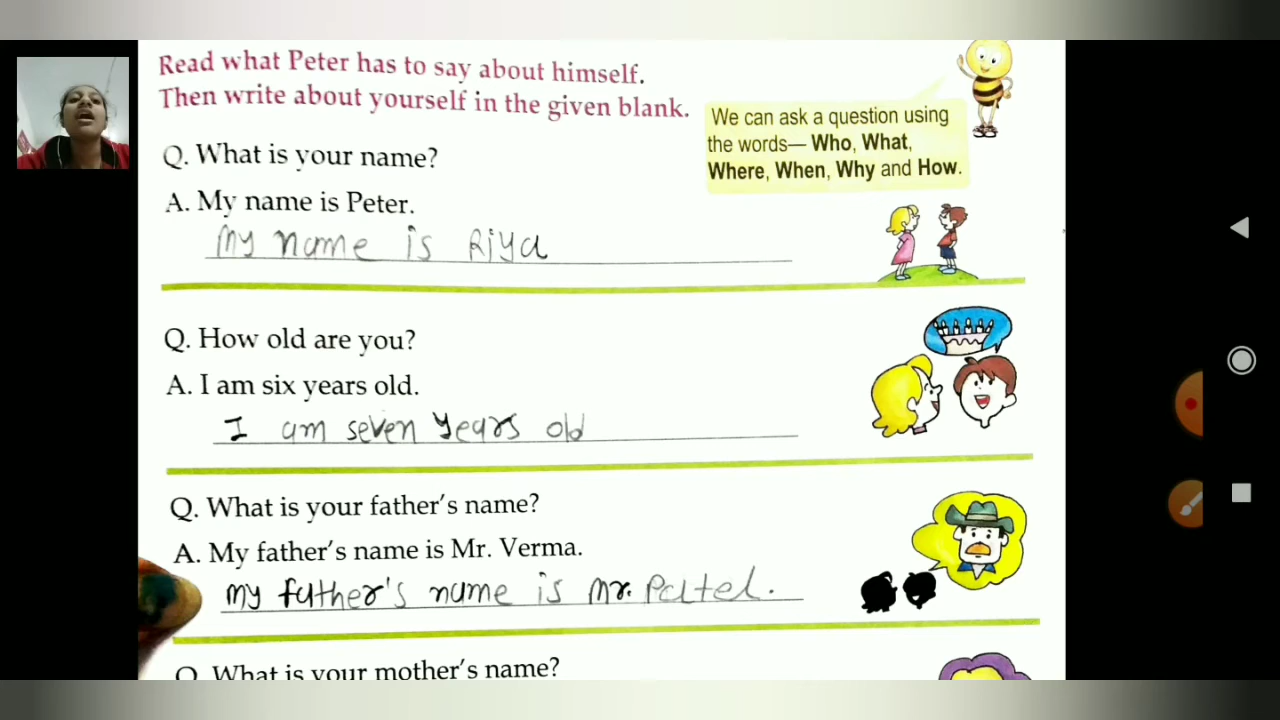 Read what Peter has to say about himself.
Then write about yourself in the given blank.
We can ask a question using
the words— Who, What,
Where, When, Why and How.
Q. What is your name?
A. My name is Peter.
My name is Riya
Q. How old are you?
A. I am six years old.
I am seven years old
Q. What is your father's name?
A. My father's name is Mr. Verma.
my father's name is Mr. Patel.
Q. What is your mother's name?